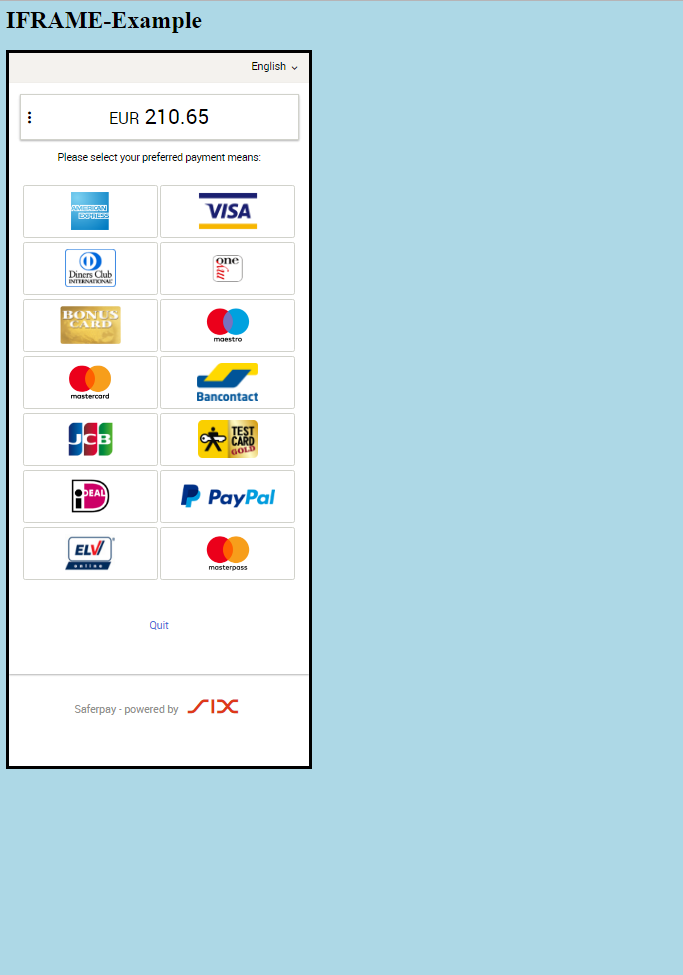 IFRAME-Example
English
EUR 210.65
Please select your preferred payment means:
AMERICAN EXPRESS
VISA
Diners Club INTERNATIONAL
my one
BONUS CARD
maestro
mastercard
Bancontact
JCB
TEST CARD GOLD
iDEAL
PayPal
ELV online
masterpass
Quit
Saferpay - powered by SIX